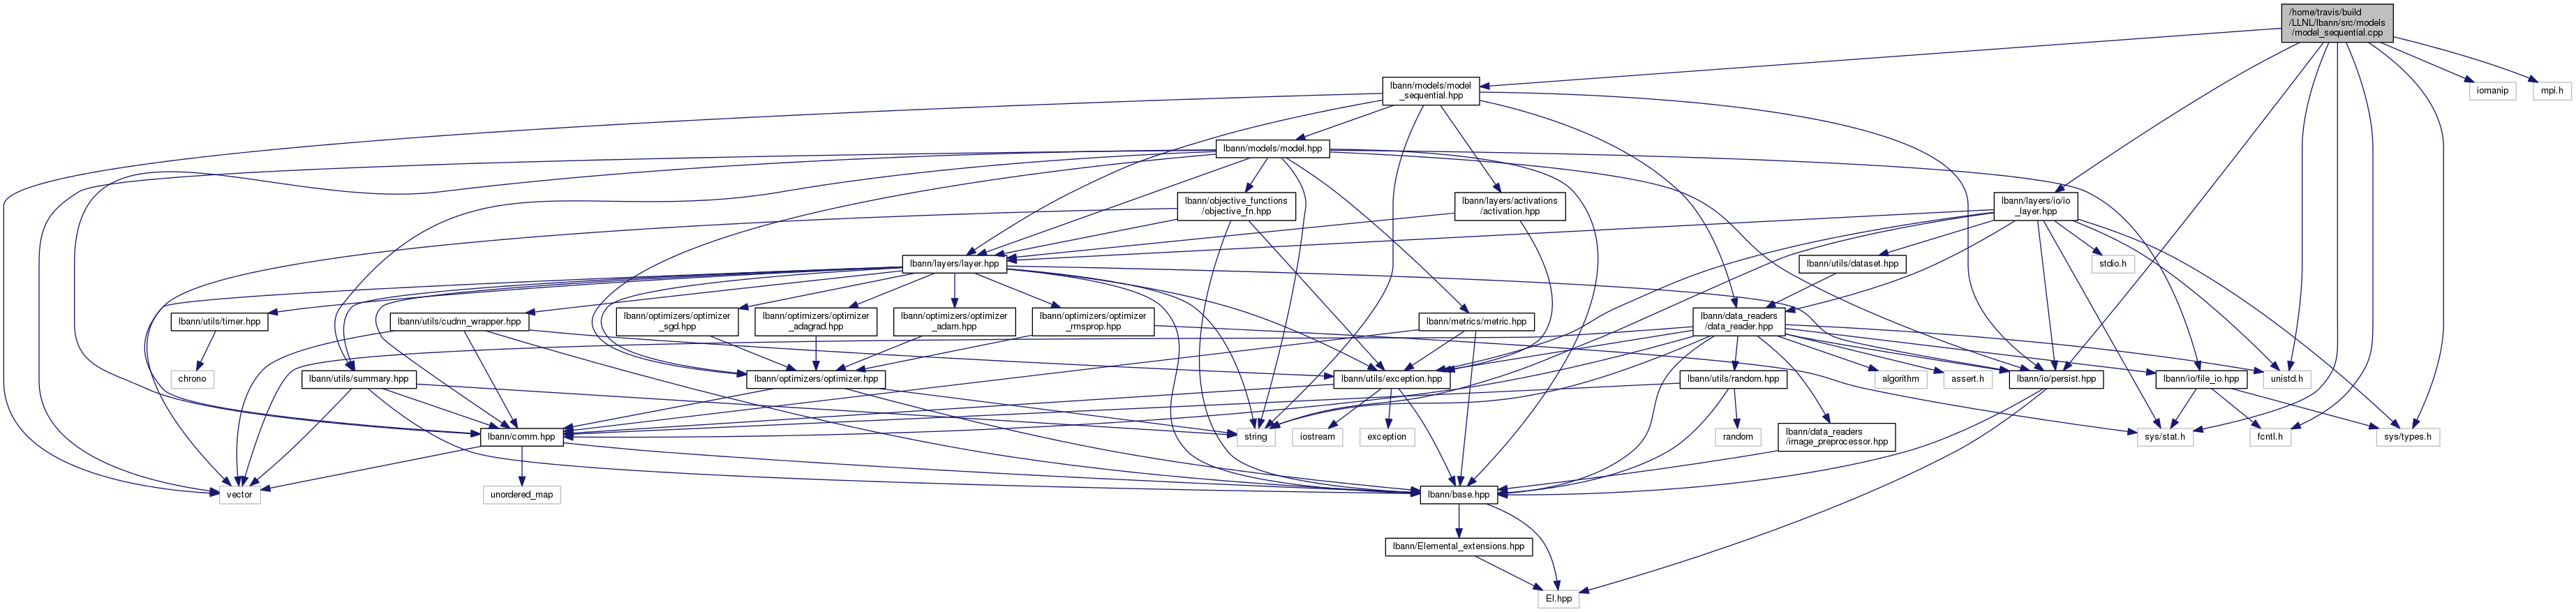 /home/travis/build
/LLNL/lbann/src/models
/model_sequential.cpp
lbann/models/model
_sequential.hpp
iomanip
mpi.h
lbann/models/model.hpp
lbann/objective_functions
/objective_fn.hpp
lbann/layers/activations
/activation.hpp
lbann/layers/io/io
_layer.hpp
lbann/layers/layer.hpp
lbann/utils/dataset.hpp
stdio.h
lbann/utils/timer.hpp
lbann/utils/cudnn_wrapper.hpp
lbann/optimizers/optimizer
_sgd.hpp
lbann/optimizers/optimizer
_adagrad.hpp
lbann/optimizers/optimizer
_adam.hpp
lbann/optimizers/optimizer
_rmsprop.hpp
lbann/metrics/metric.hpp
lbann/data_readers
/data_reader.hpp
chrono
lbann/utils/summary.hpp
lbann/optimizers/optimizer.hpp
lbann/utils/exception.hpp
lbann/utils/random.hpp
algorithm
assert.h
lbann/io/persist.hpp
lbann/io/file_io.hpp
unistd.h
lbann/comm.hpp
string
iostream
exception
random
lbann/data_readers
/image_preprocessor.hpp
sys/stat.h
fcntl.h
sys/types.h
vector
unordered_map
lbann/base.hpp
lbann/Elemental_extensions.hpp
El.hpp